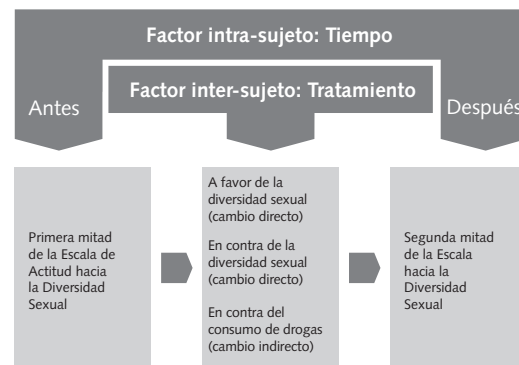 Factor intra-sujeto: Tiempo
Factor inter-sujeto: Tratamiento
Antes
Después
Primera mitad
de la Escala de
Actitud hacia
la Diversidad
Sexual
A favor de la
diversidad sexual
(cambio directo)
En contra de la
diversidad sexual
(cambio directo)
En contra del
consumo de drogas
(cambio indirecto)
Segunda mitad
de la Escala
hacia la
Diversidad
Sexual